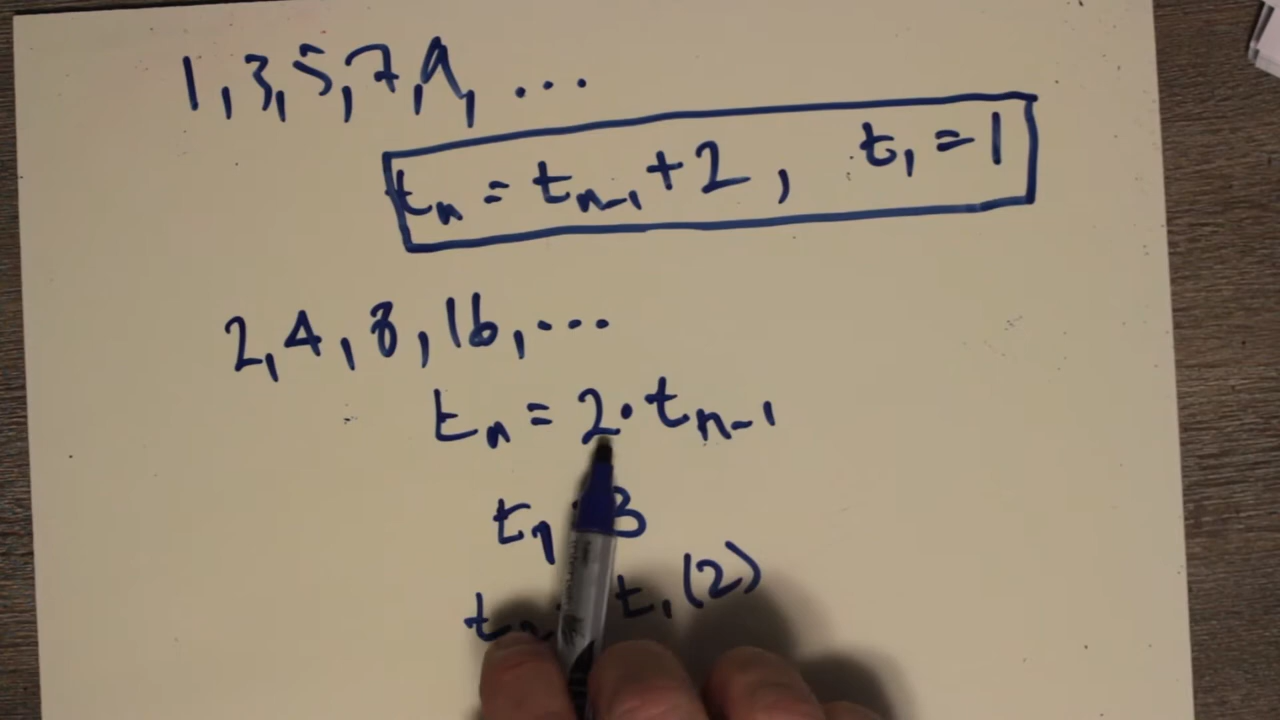 1, 3, 5, 7, 9, ...
tₙ = tₙ₋₁ + 2 , t₁ = 1
2, 4, 8, 16, ...
tₙ = 2 · tₙ₋₁
t₁ 3
t t₁ (2)